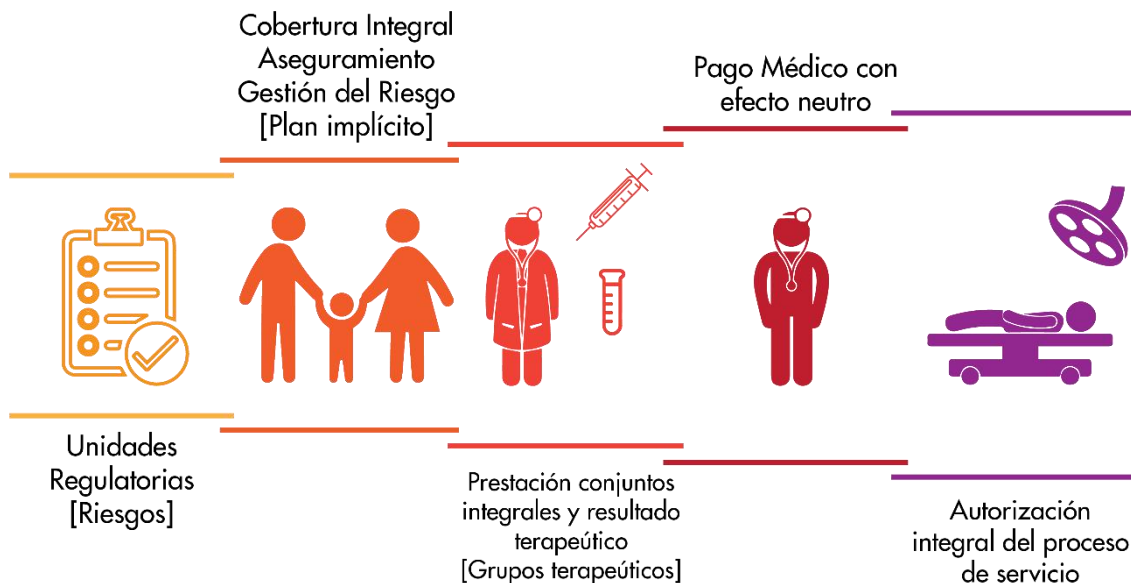 Cobertura Integral
Aseguramiento
Gestión del Riesgo
[Plan implícito]
Pago Médico con
efecto neutro
Unidades
Regulatorias
[Riesgos]
Prestación conjuntos
integrales y resultado
terapeútico
[Grupos terapeúticos]
Autorización
integral del proceso
de servicio